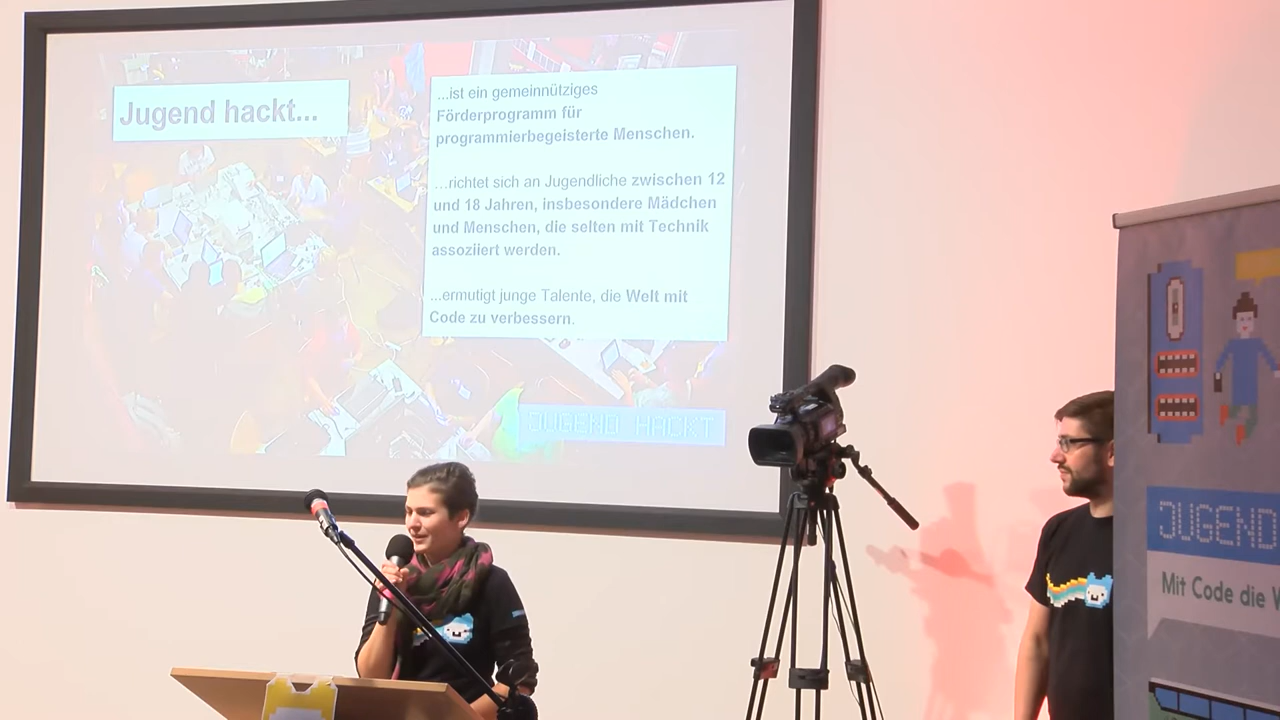 Jugend hackt...
...ist ein gemeinnütziges
Förderprogramm für
programmierbegeisterte Menschen.
...richtet sich an Jugendliche zwischen 12
und 18 Jahren, insbesondere Mädchen
und Menschen, die selten mit Technik
assoziiert werden.
...ermutigt junge Talente, die Welt mit
Code zu verbessern.
JUGEND HACKT
JUGEND
Mit Code die W